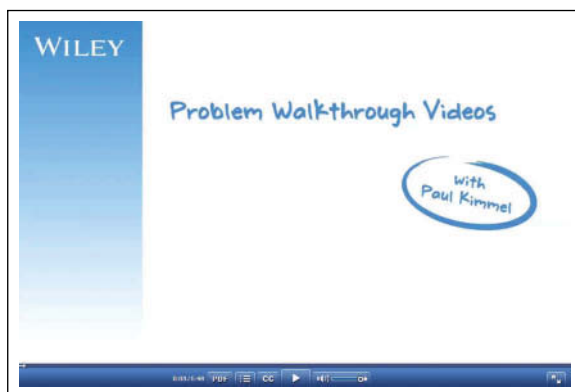 WILEY
Problem Walkthrough Videos
with
Paul Kimmel
PDF CC